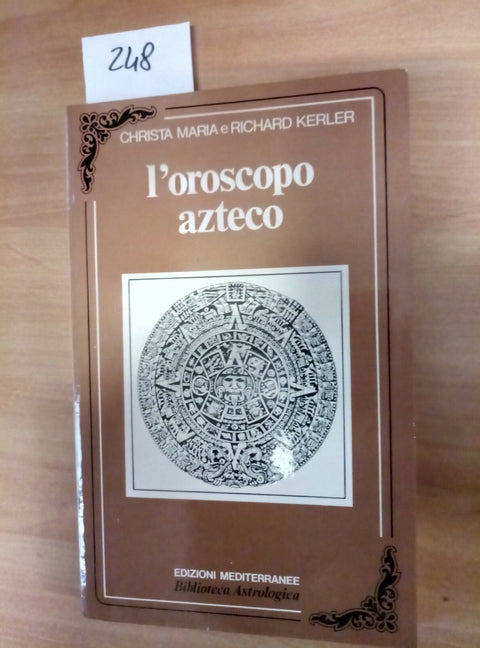 248
CHRISTA MARIA e RICHARD KERLER
l'oroscopo
azteco
EDIZIONI MEDITERRANEE
Biblioteca Astrologica